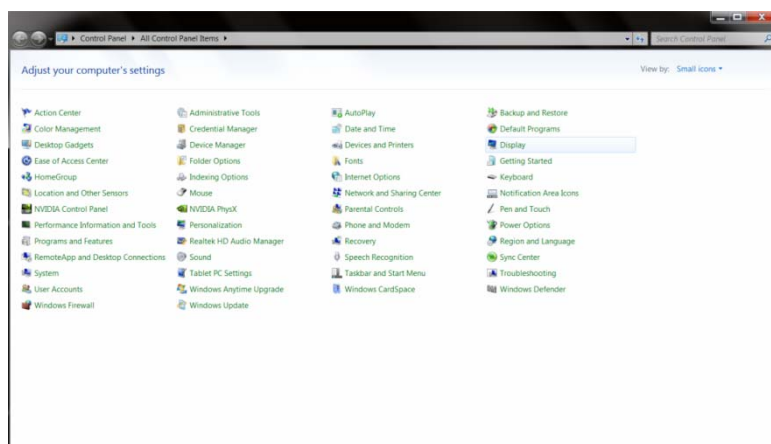 Control Panel All Control Panel Items Search Control Panel
Adjust your computer's settings View by: Small icons
Action Center Administrative Tools AutoPlay Backup and Restore
Color Management Credential Manager Date and Time Default Programs
Desktop Gadgets Device Manager Devices and Printers Display
Ease of Access Center Folder Options Fonts Getting Started
HomeGroup Indexing Options Internet Options Keyboard
Location and Other Sensors Mouse Network and Sharing Center Notification Area Icons
NVIDIA Control Panel NVIDIA PhysX Parental Controls Pen and Touch
Performance Information and Tools Personalization Phone and Modem Power Options
Programs and Features Realtek HD Audio Manager Recovery Region and Language
RemoteApp and Desktop Connections Sound Speech Recognition Sync Center
System Tablet PC Settings Taskbar and Start Menu Troubleshooting
User Accounts Windows Anytime Upgrade Windows CardSpace Windows Defender
Windows Firewall Windows Update